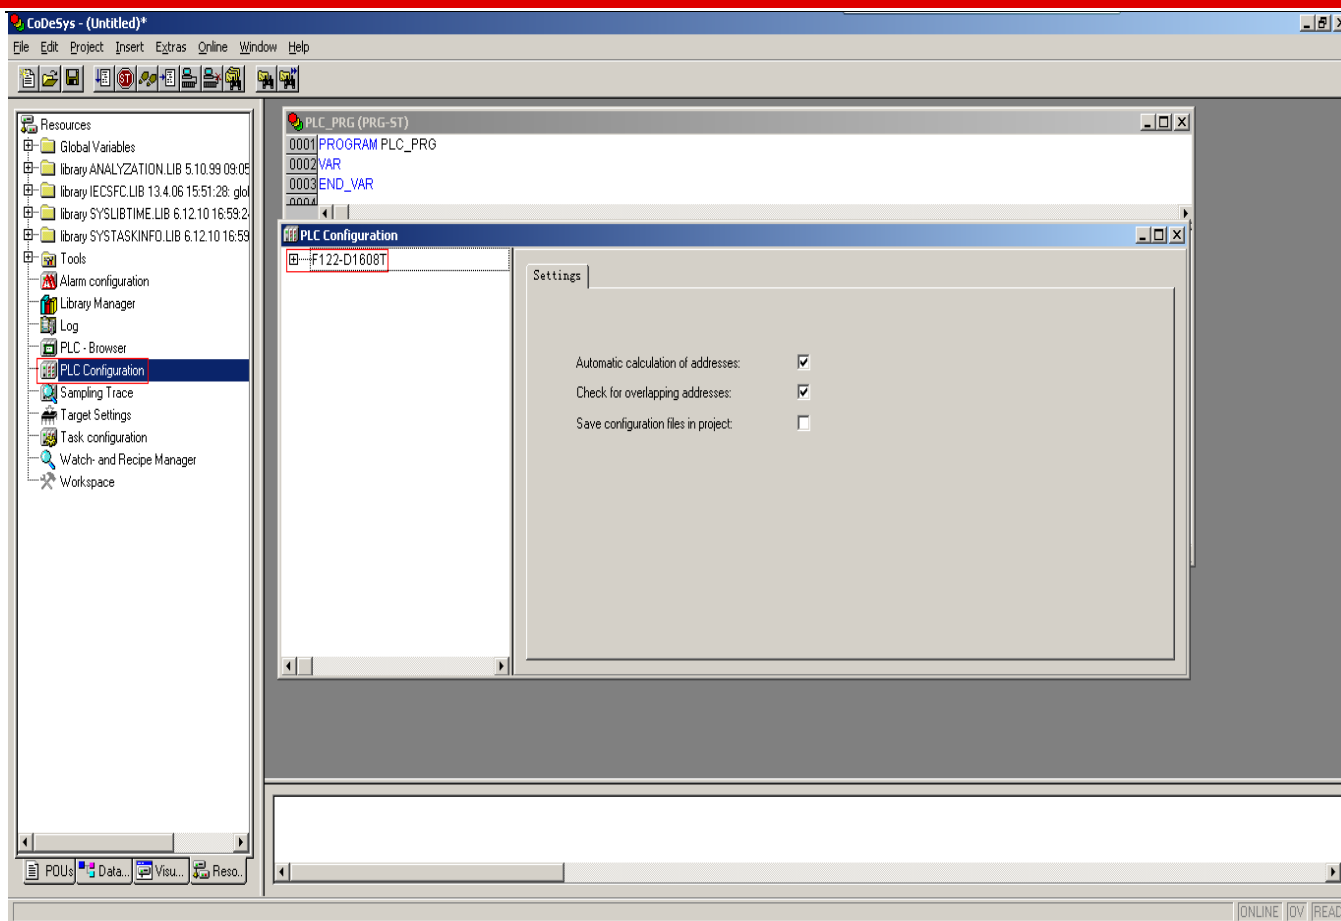 CoDeSys - (Untitled)*
File Edit Project Insert Extras Online Window Help
Resources
Global Variables
library ANALYZATION.LIB 5.10.99 09:05
library IECSFC.LIB 13.4.06 15:51:28: glol
library SYSLIBTIME.LIB 6.12.10 16:59:2
library SYSTASKINFO.LIB 6.12.10 16:59
Tools
Alarm configuration
Library Manager
Log
PLC - Browser
PLC Configuration
Sampling Trace
Target Settings
Task configuration
Watch- and Recipe Manager
Workspace
POUs Data... Visu... Reso..
PLC_PRG (PRG-ST)
0001 PROGRAM PLC_PRG
0002 VAR
0003 END_VAR
0004
PLC Configuration
F122-D1608T
Settings
Automatic calculation of addresses:
Check for overlapping addresses:
Save configuration files in project:
ONLINE OV READ